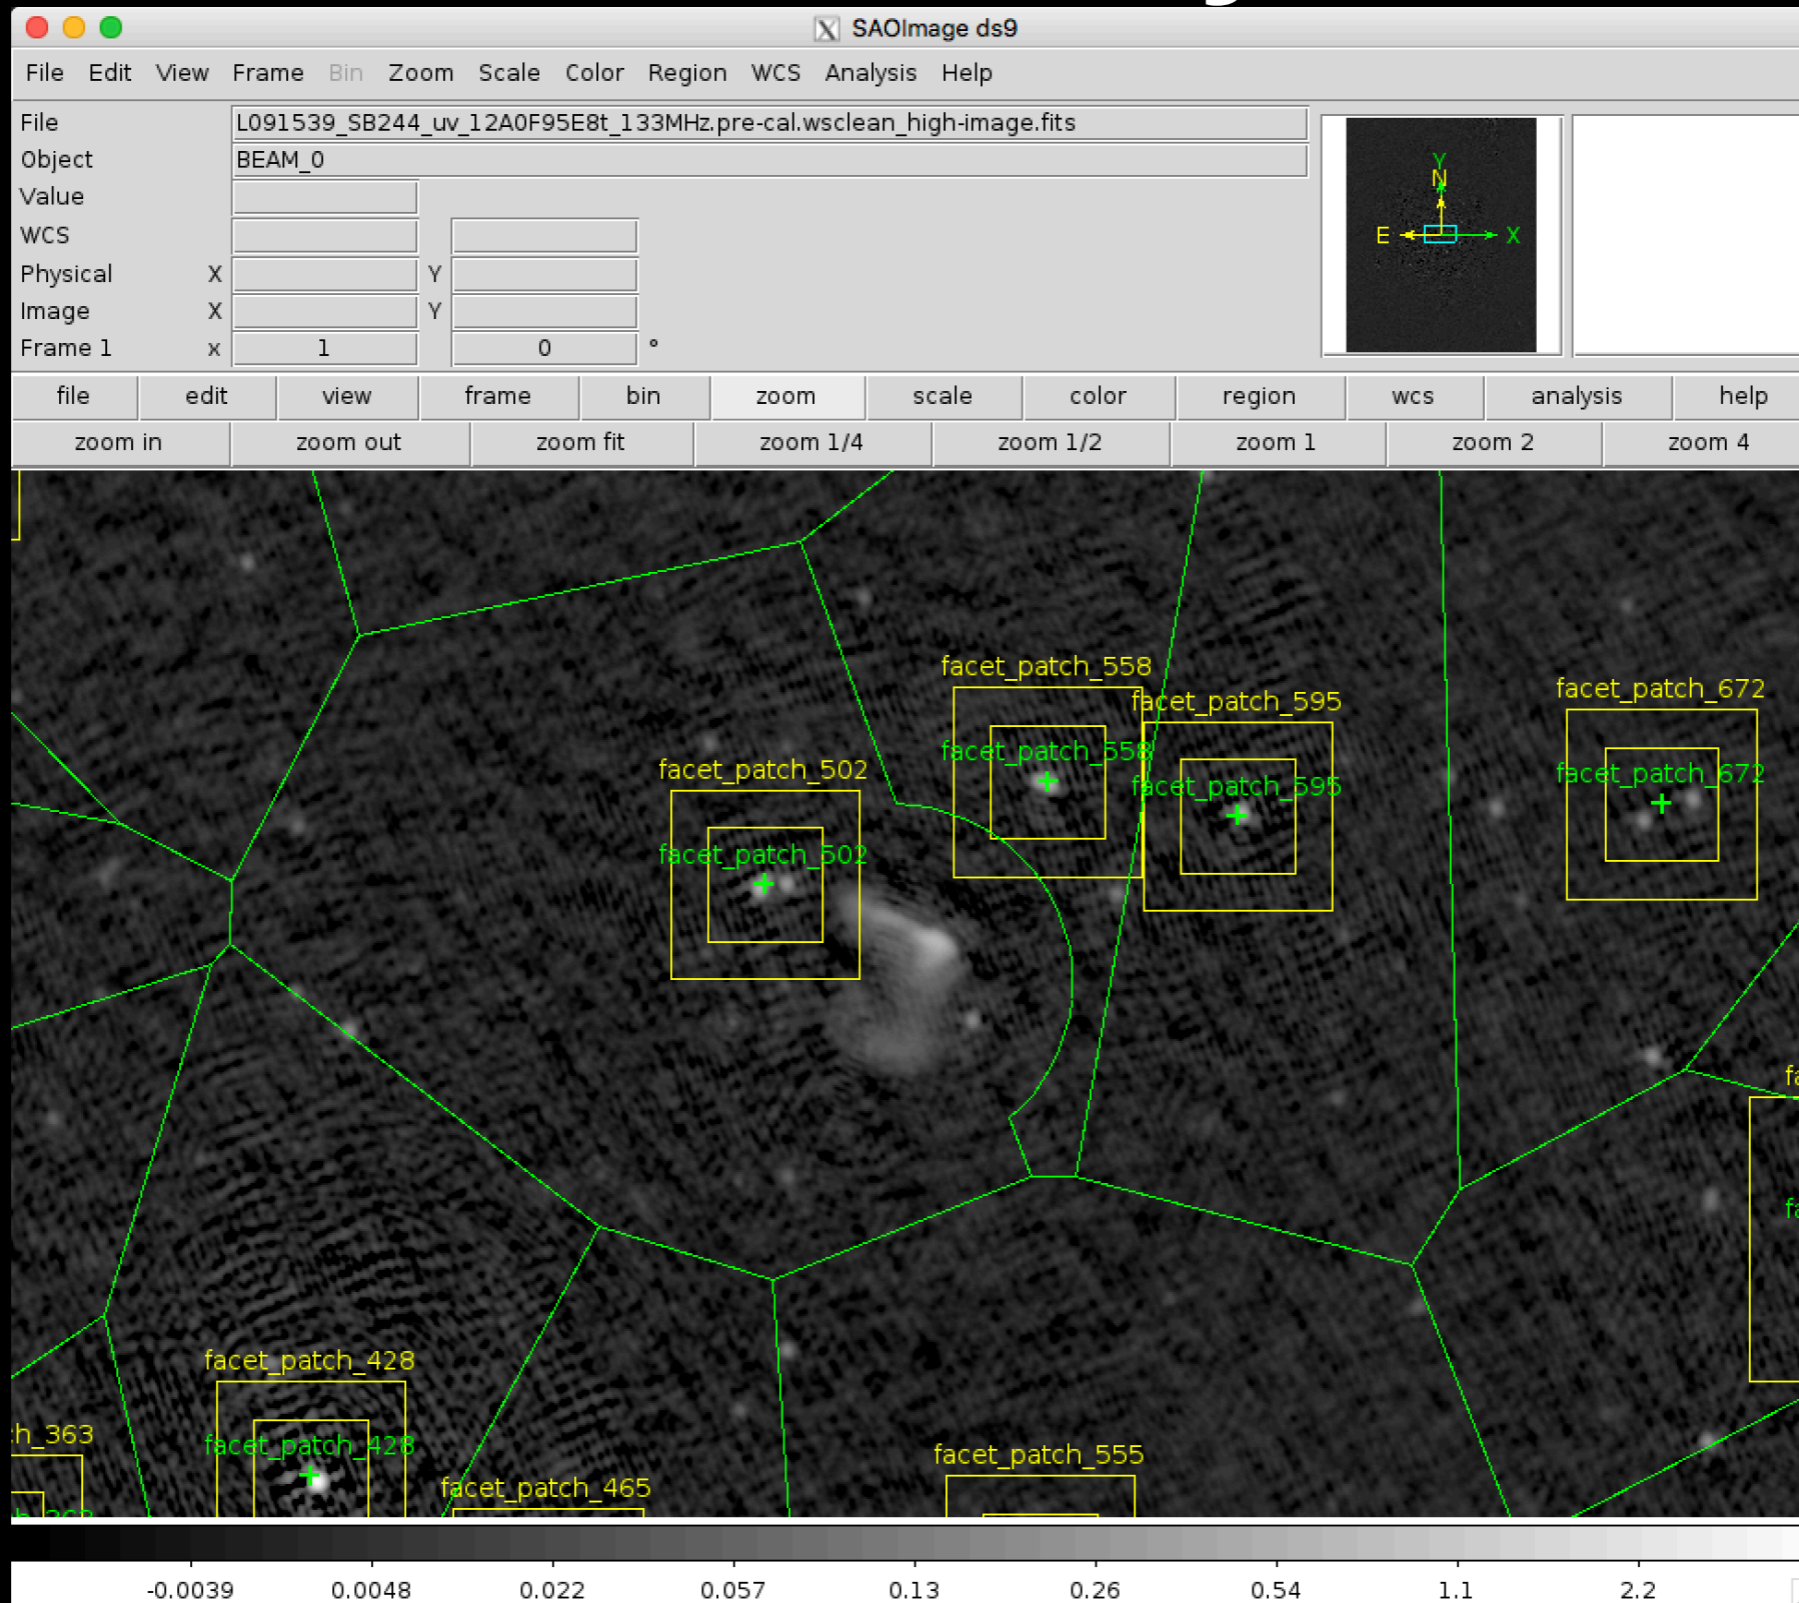 SAOImage ds9
File Edit View Frame Bin Zoom Scale Color Region WCS Analysis Help
File L091539_SB244_uv_12A0F95E8t_133MHz.pre-cal.wsclean_high-image.fits
Object BEAM_0
Value
WCS
Physical X Y
Image X Y
Frame 1 x 1 0 °
Y
N
E X
file edit view frame bin zoom scale color region wcs analysis help
zoom in zoom out zoom fit zoom 1/4 zoom 1/2 zoom 1 zoom 2 zoom 4
facet_patch_558
facet_patch_595
facet_patch_672
facet_patch_558
facet_patch_502
facet_patch_595
facet_patch_672
facet_patch_502
facet_patch_428
h_363
facet_patch_428
facet_patch_555
facet_patch_465
-0.0039 0.0048 0.022 0.057 0.13 0.26 0.54 1.1 2.2